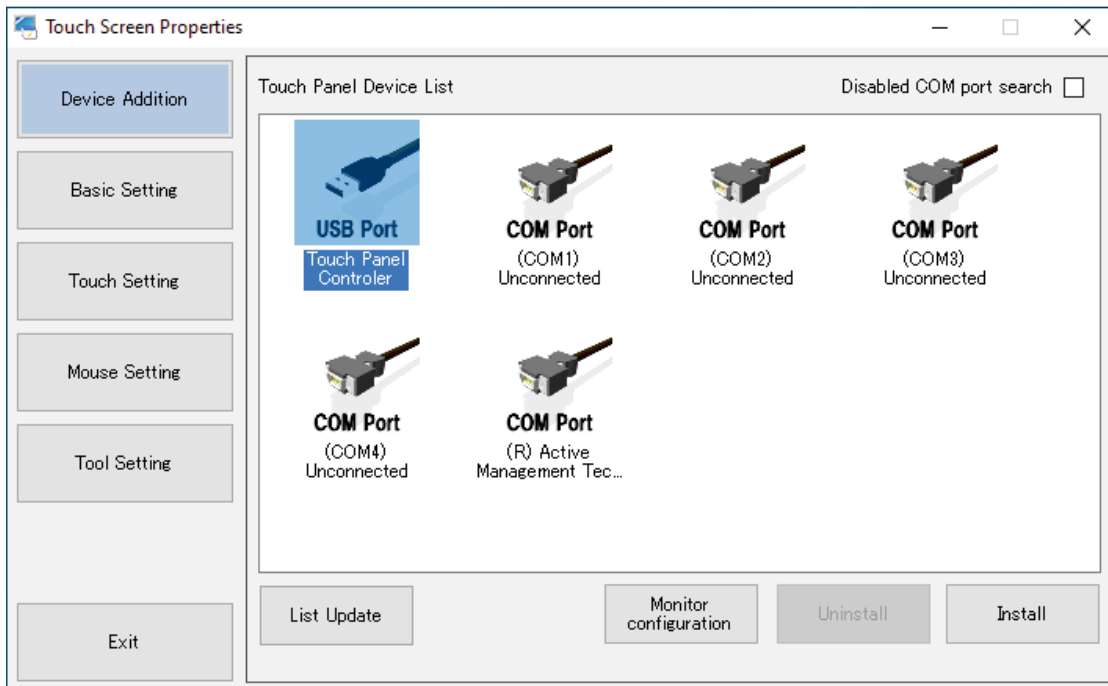 Touch Screen Properties
Device Addition
Basic Setting
Touch Setting
Mouse Setting
Tool Setting
Exit
Touch Panel Device List
Disabled COM port search
USB Port
Touch Panel
Controler
COM Port
(COM1)
Unconnected
COM Port
(COM2)
Unconnected
COM Port
(COM3)
Unconnected
COM Port
(COM4)
Unconnected
COM Port
(R) Active
Management Tec...
List Update
Monitor
configuration
Uninstall
Install